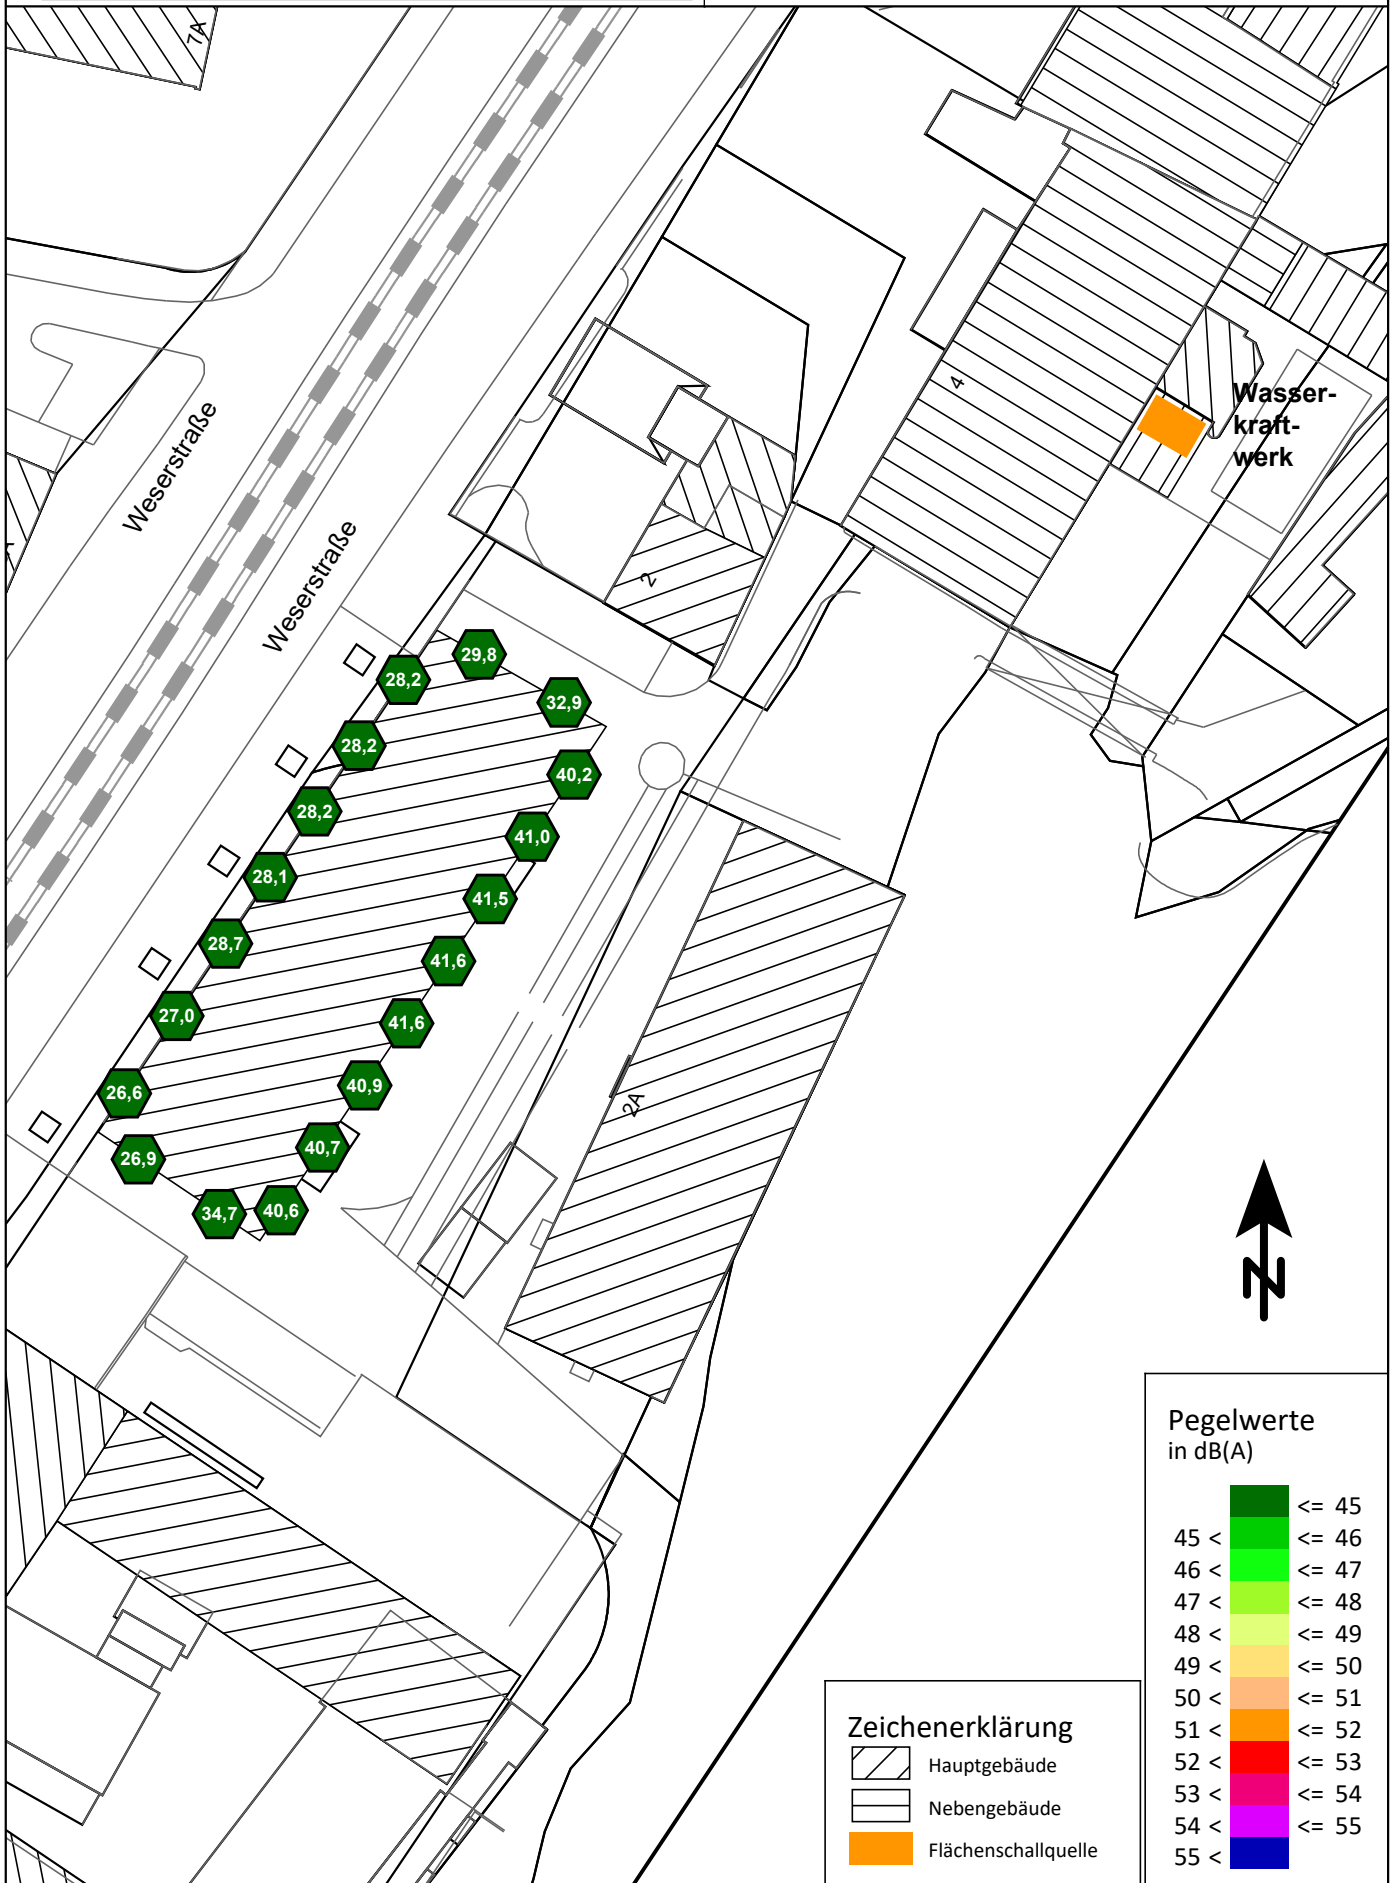 7A
Weserstraße
Weserstraße
4
Wasser-
kraft-
werk
2
29,8
28,2
32,9
28,2
40,2
28,2
41,0
28,1
41,5
28,7
41,6
27,0
41,6
26,6
40,9
2A
26,9
40,7
34,7
40,6
N
Pegelwerte
in dB(A)
<= 45
45 < <= 46
46 < <= 47
47 < <= 48
48 < <= 49
49 < <= 50
50 < <= 51
51 < <= 52
52 < <= 53
53 < <= 54
54 < <= 55
55 <
Zeichenerklärung
Hauptgebäude
Nebengebäude
Flächenschallquelle